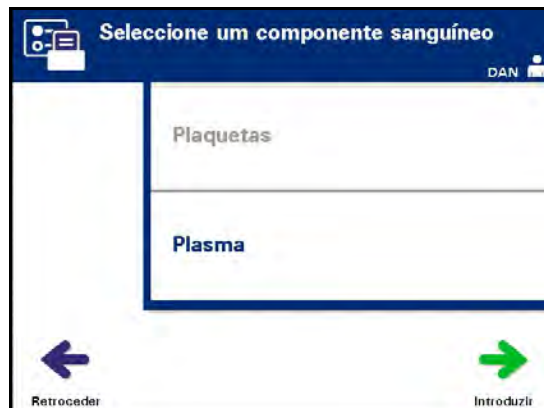 Seleccione um componente sanguíneo
DAN
Plaquetas
Plasma
Retroceder
Introduzir